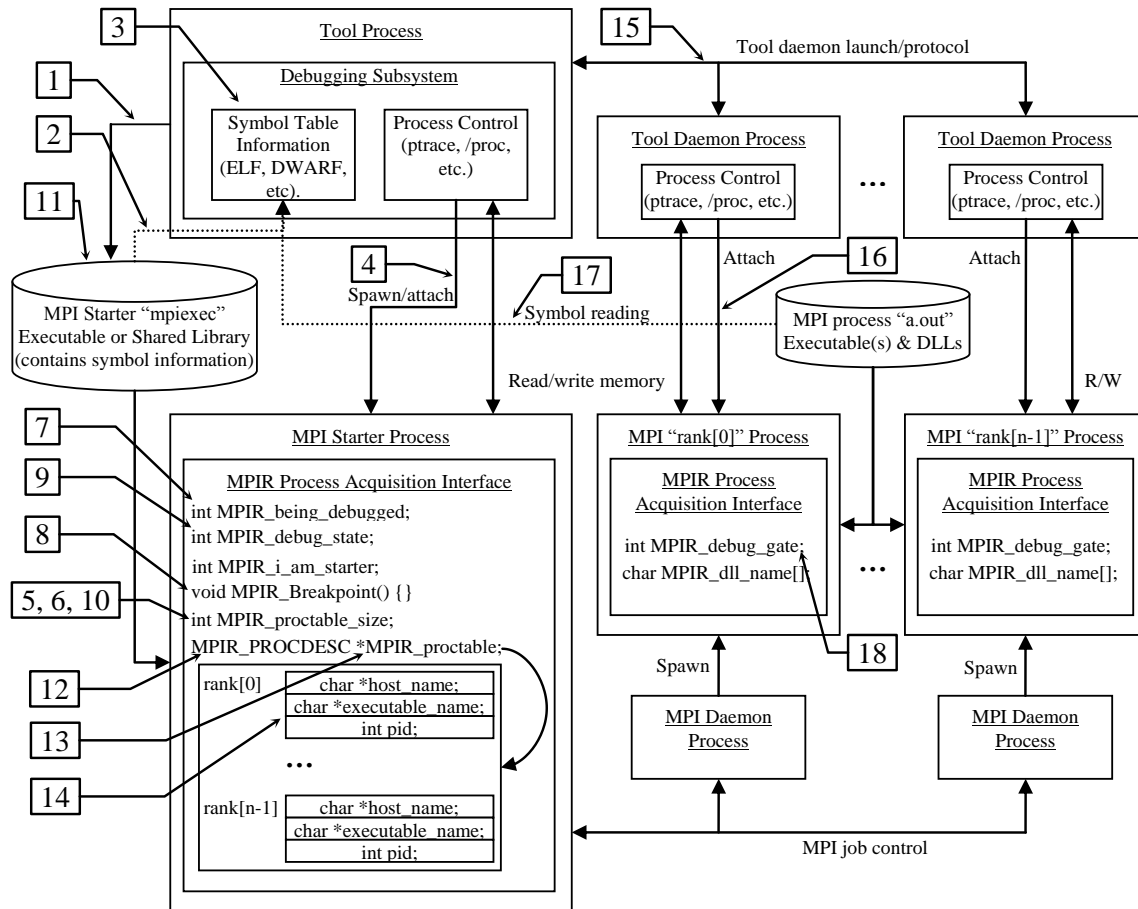 3
Tool Process
15
Tool daemon launch/protocol
1
Debugging Subsystem
2
Symbol Table
Information
(ELF, DWARF,
etc).
Process Control
(ptrace, /proc,
etc.)
Tool Daemon Process
Process Control
(ptrace, /proc, etc.)
...
Tool Daemon Process
Process Control
(ptrace, /proc, etc.)
11
4
Spawn/attach
17
Symbol reading
Attach
16
Attach
MPI Starter “mpiexec”
Executable or Shared Library
(contains symbol information)
MPI process “a.out”
Executable(s) & DLLs
Read/write memory
R/W
7
9
8
5, 6, 10
12
13
14
MPI Starter Process
MPIR Process Acquisition Interface
int MPIR_being_debugged;
int MPIR_debug_state;
int MPIR_i_am_starter;
void MPIR_Breakpoint() {}
int MPIR_proctable_size;
MPIR_PROCDESC *MPIR_proctable;
rank[0]
char *host_name;
char *executable_name;
int pid;
...
rank[n-1]
char *host_name;
char *executable_name;
int pid;
MPI “rank[0]” Process
MPIR Process
Acquisition Interface
int MPIR_debug_gate;
char MPIR_dll_name[];
...
MPI “rank[n-1]” Process
MPIR Process
Acquisition Interface
int MPIR_debug_gate;
char MPIR_dll_name[];
18
Spawn
Spawn
MPI Daemon
Process
MPI Daemon
Process
MPI job control